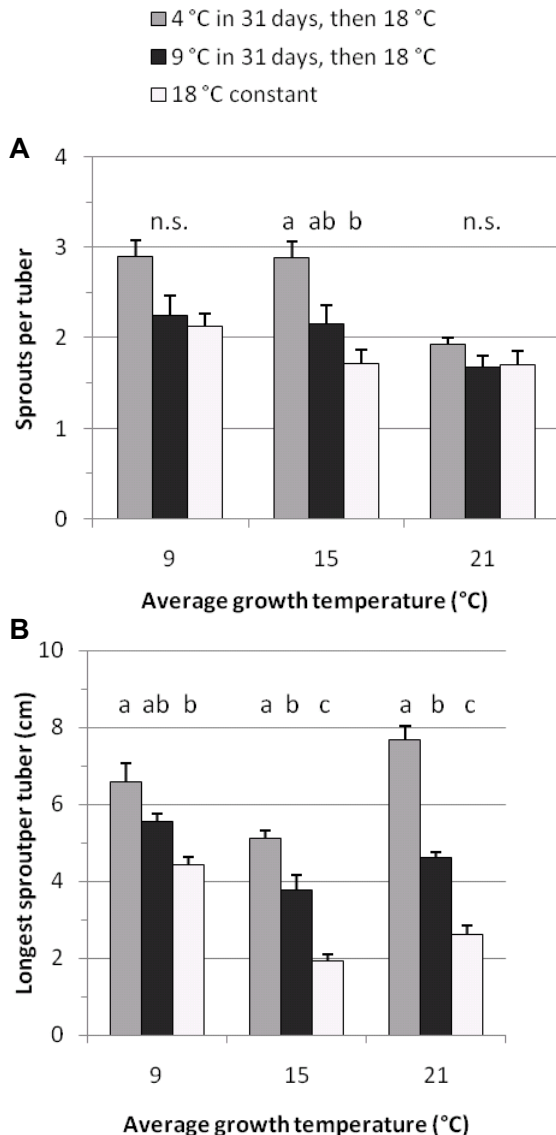 4 °C in 31 days, then 18 °C
9 °C in 31 days, then 18 °C
18 °C constant
A
4
3
2
1
0
Sprouts per tuber
n.s.
a ab b
n.s.
9 15 21
Average growth temperature (°C)
B
10
8
6
4
2
0
Longest sproutper tuber (cm)
a ab b
a b c
a b c
9 15 21
Average growth temperature (°C)